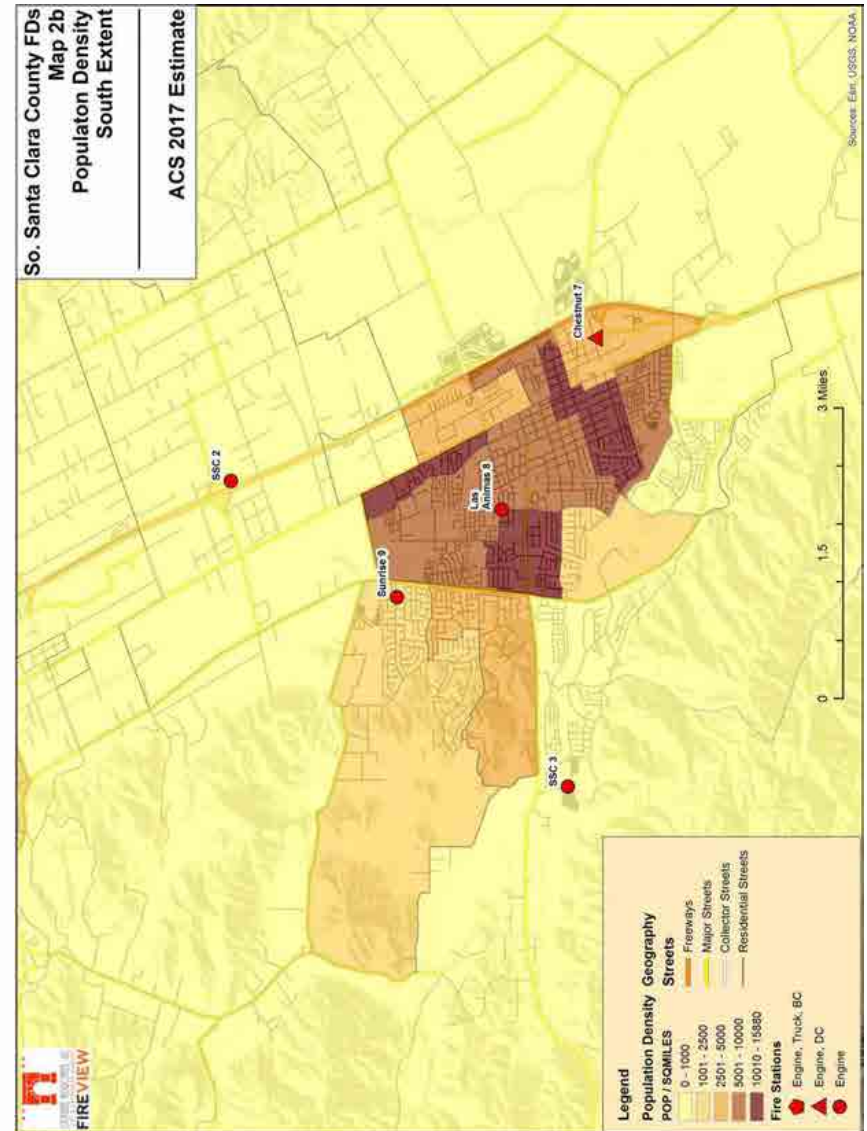 So. Santa Clara County FDs
Map 2b
Populaton Density
South Extent
ACS 2017 Estimate
SSC 2
Sunrise 9
Las
Animas 8
Chestnut 7
SSC 3
0 1.5 3 Miles
FIREVIEW
Legend
Population Density
POP / SQMILES
0 - 1000
1001 - 2500
2501 - 5000
5001 - 10000
10010 - 15880
Geography
Streets
Freeways
Major Streets
Collector Streets
Residential Streets
Fire Stations
Engine, Truck, BC
Engine, DC
Engine
Sources: Esri, USGS, NOAA